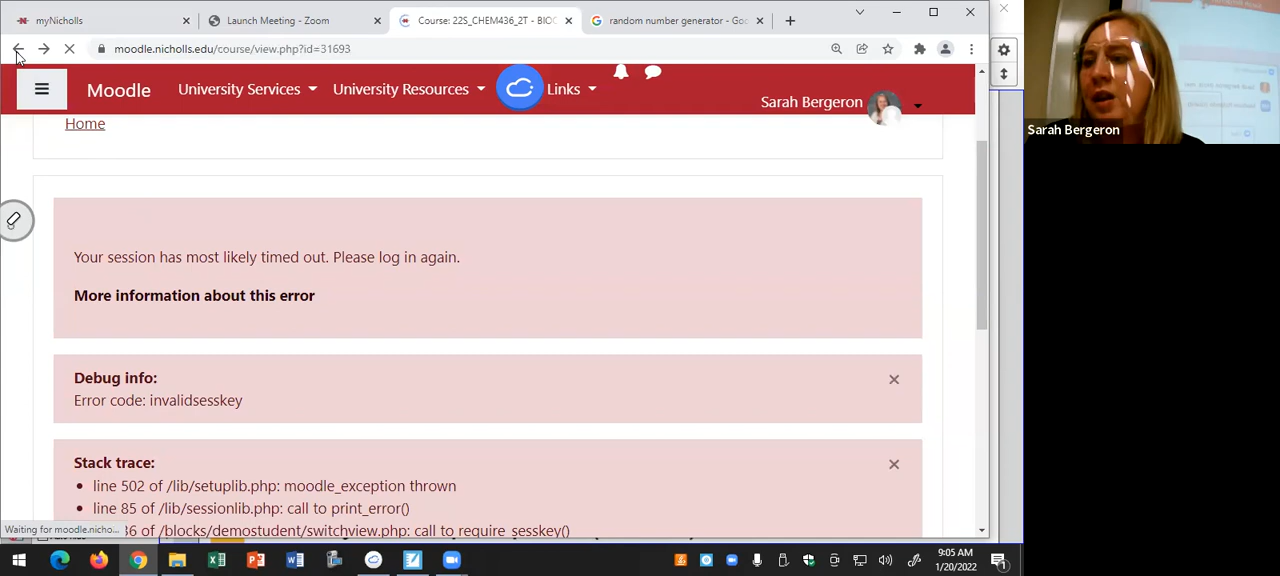 myNicholls
Launch Meeting - Zoom
Course: 22S_CHEM436_2T - BIOC
random number generator - Goo
moodle.nicholls.edu/course/view.php?id=31693
Moodle
University Services
University Resources
Links
Sarah Bergeron
Sarah Bergeron
Home
Your session has most likely timed out. Please log in again.
More information about this error
Debug info:
Error code: invalidsesskey
Stack trace:
• line 502 of /lib/setuplib.php: moodle_exception thrown
• line 85 of /lib/sessionlib.php: call to print_error()
36 of /blocks/demostudent/switchview.php: call to require_sesskey()
Waiting for moodle.nicho...
9:05 AM
1/20/2022